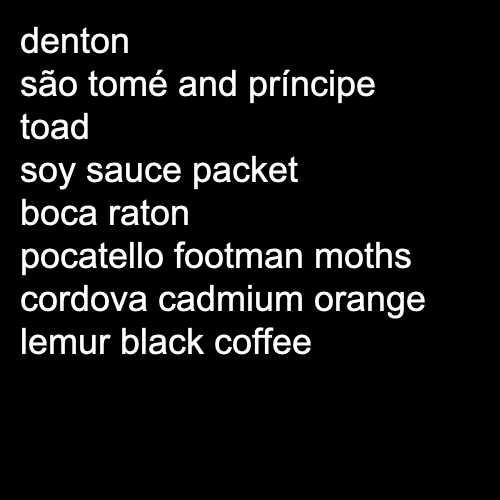 denton
são tomé and príncipe
toad
soy sauce packet
boca raton
pocatello footman moths
cordova cadmium orange
lemur black coffee